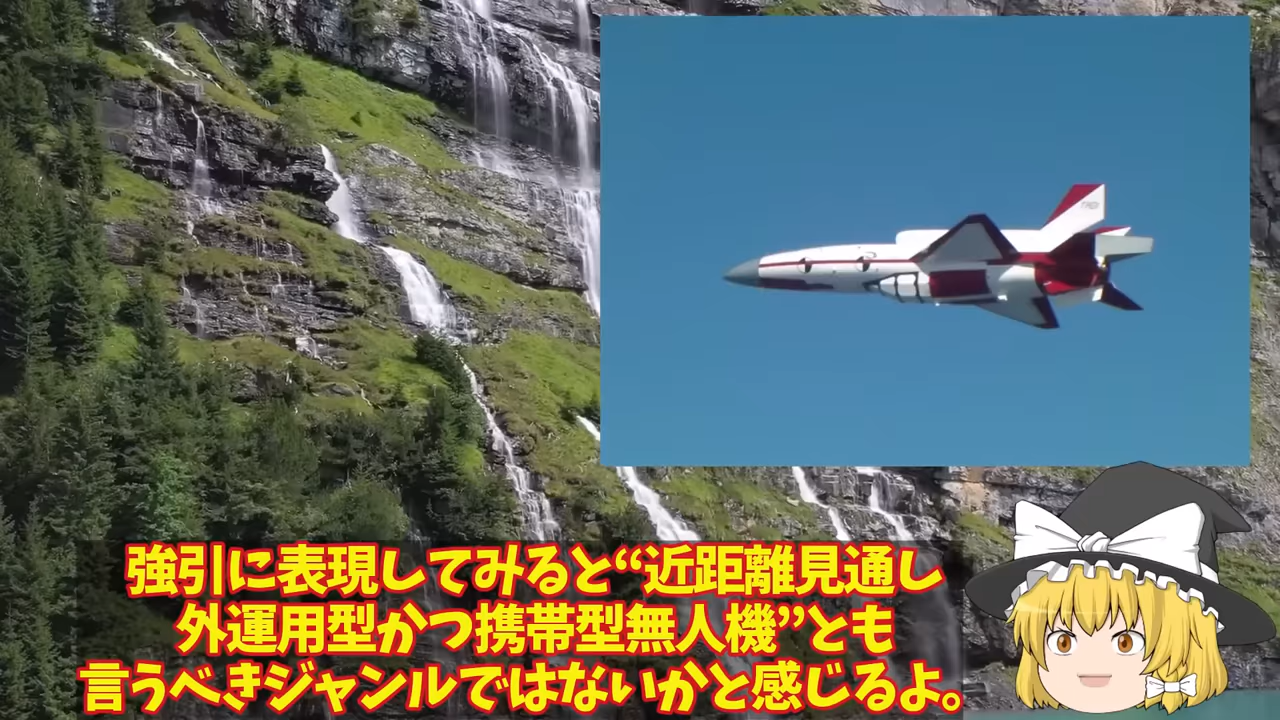 強引に表現してみると“近距離見通し
外運用型かつ携帯型無人機”とも
言うべきジャンルではないかと感じるよ。